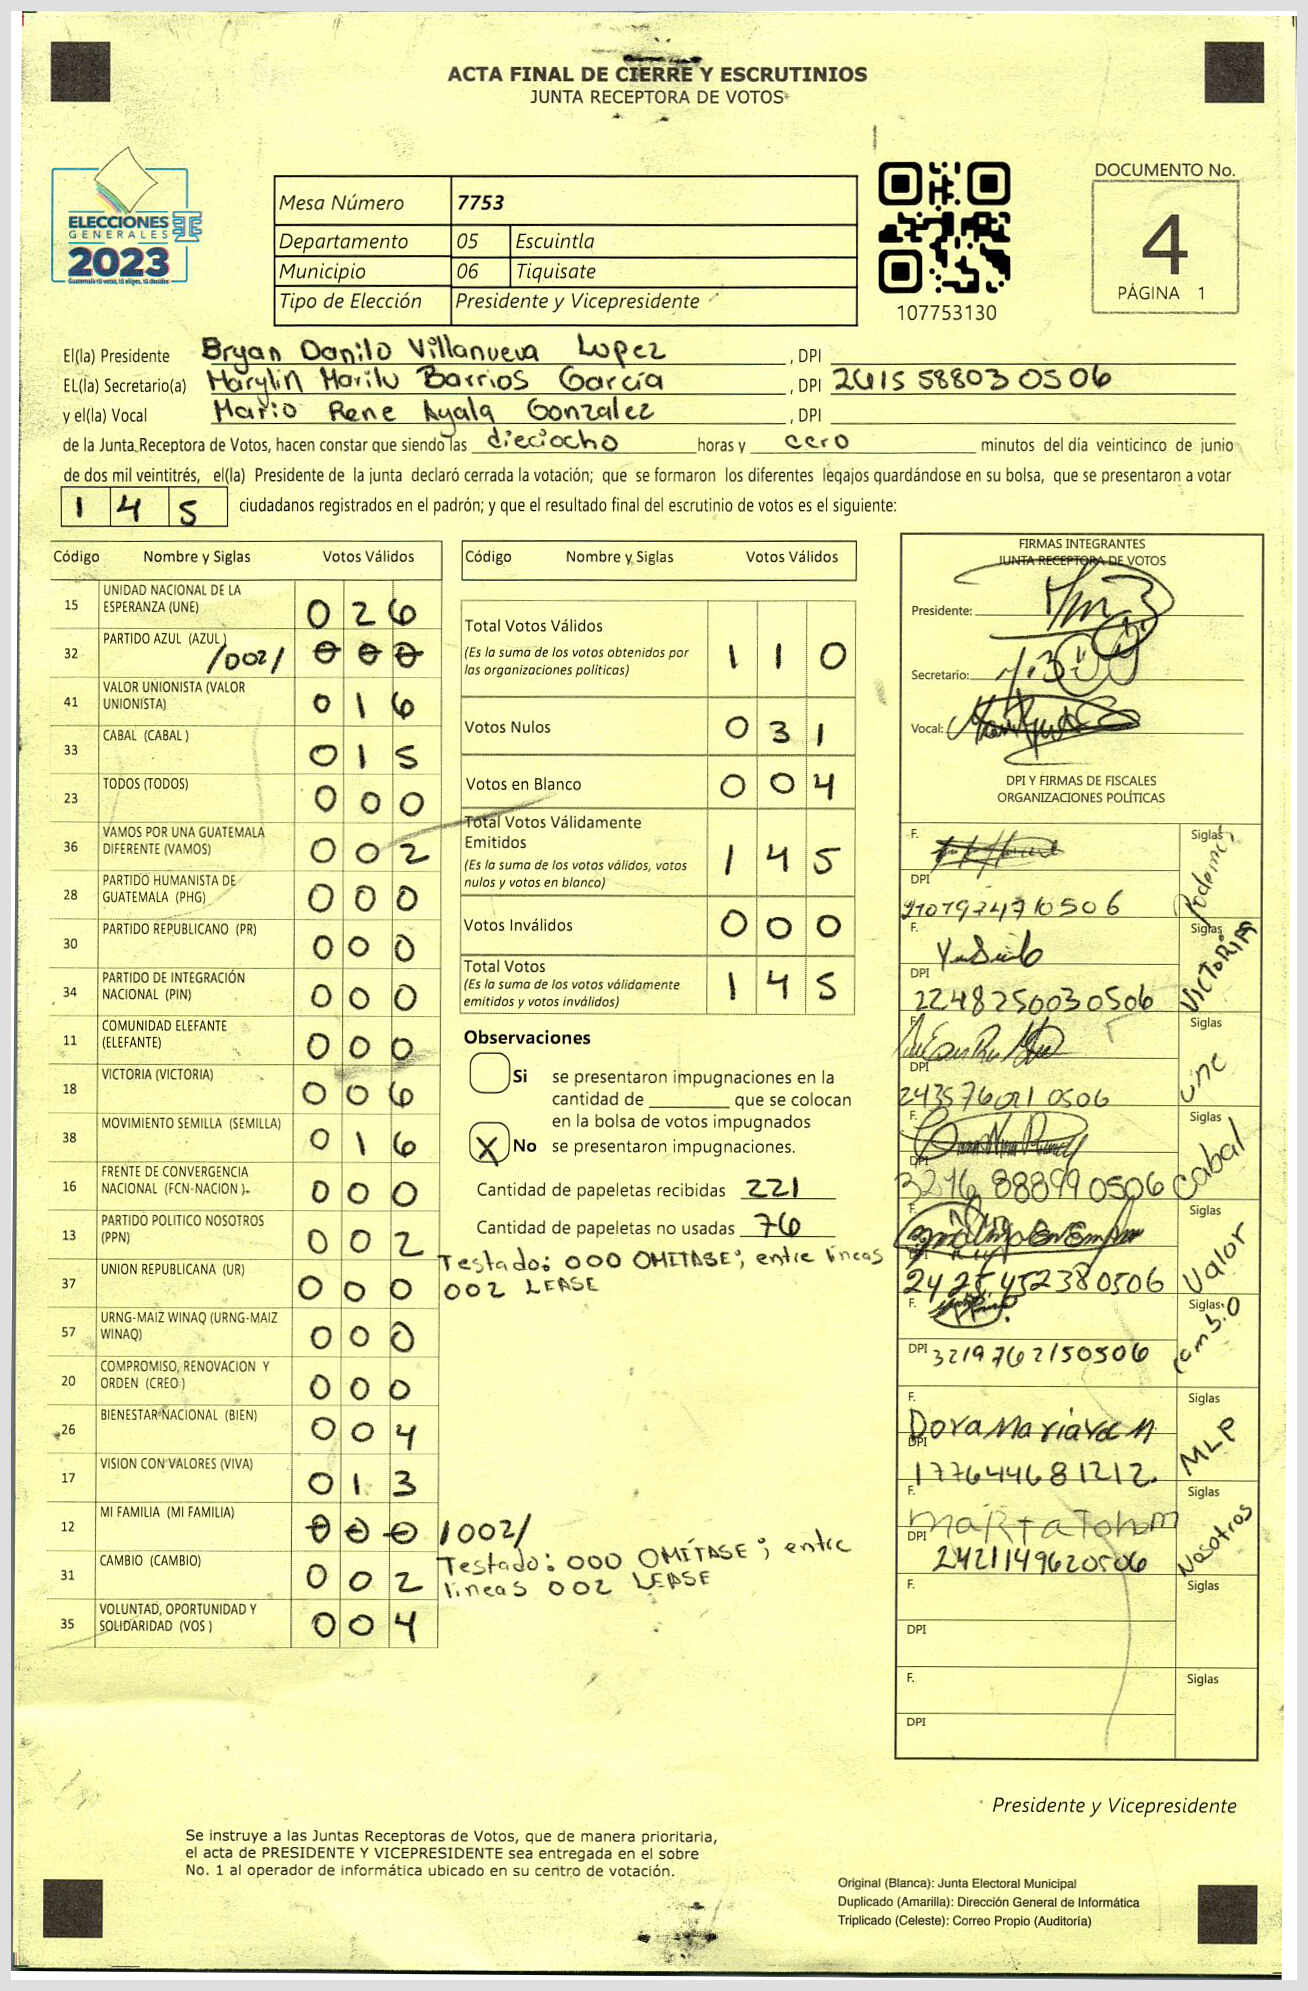 ACTA FINAL DE CIERRE Y ESCRUTINIOS
JUNTA RECEPTORA DE VOTOS
ELECCIONES
GENERALES
2023
Guatemala tú votas, tú eliges, tú decides
Mesa Número 7753
Departamento 05 Escuintla
Municipio 06 Tiquisate
Tipo de Elección Presidente y Vicepresidente
107753130
DOCUMENTO No.
4
PÁGINA 1
El(la) Presidente Bryan Danilo Villanueva Lopez , DPI
EL(la) Secretario(a) Marylin Marilu Barrios García , DPI 2415 58803 0506
y el(la) Vocal Mario Rene Ayala Gonzalez , DPI
de la Junta Receptora de Votos, hacen constar que siendo las dieciocho horas y cero minutos del día veinticinco de junio
de dos mil veintitrés, el(la) Presidente de la junta declaró cerrada la votación; que se formaron los diferentes legajos guardándose en su bolsa, que se presentaron a votar
1 4 5 ciudadanos registrados en el padrón; y que el resultado final del escrutinio de votos es el siguiente:
Código Nombre y Siglas Votos Válidos
15 UNIDAD NACIONAL DE LA
ESPERANZA (UNE) 0 2 6
32 PARTIDO AZUL (AZUL) /002/ 0 0 0
41 VALOR UNIONISTA (VALOR
UNIONISTA) 0 1 6
33 CABAL (CABAL) 0 1 5
23 TODOS (TODOS) 0 0 0
36 VAMOS POR UNA GUATEMALA
DIFERENTE (VAMOS) 0 0 2
28 PARTIDO HUMANISTA DE
GUATEMALA (PHG) 0 0 0
30 PARTIDO REPUBLICANO (PR) 0 0 0
34 PARTIDO DE INTEGRACIÓN
NACIONAL (PIN) 0 0 0
11 COMUNIDAD ELEFANTE
(ELEFANTE) 0 0 0
18 VICTORIA (VICTORIA) 0 0 6
38 MOVIMIENTO SEMILLA (SEMILLA) 0 1 6
16 FRENTE DE CONVERGENCIA
NACIONAL (FCN-NACION) 0 0 0
13 PARTIDO POLITICO NOSOTROS
(PPN) 0 0 2
37 UNION REPUBLICANA (UR) 0 0 0
57 URNG-MAIZ WINAQ (URNG-MAIZ
WINAQ) 0 0 0
20 COMPROMISO, RENOVACION Y
ORDEN (CREO) 0 0 0
26 BIENESTAR NACIONAL (BIEN) 0 0 4
17 VISION CON VALORES (VIVA) 0 1 3
12 MI FAMILIA (MI FAMILIA) 0 0 0 /002/
31 CAMBIO (CAMBIO) 0 0 2
35 VOLUNTAD, OPORTUNIDAD Y
SOLIDARIDAD (VOS) 0 0 4
Código Nombre y Siglas Votos Válidos
Total Votos Válidos 1 1 0
(Es la suma de los votos obtenidos por
las organizaciones políticas)
Votos Nulos 0 3 1
Votos en Blanco 0 0 4
Total Votos Válidamente
Emitidos 1 4 5
(Es la suma de los votos válidos, votos
nulos y votos en blanco)
Votos Inválidos 0 0 0
Total Votos 1 4 5
(Es la suma de los votos válidamente
emitidos y votos inválidos)
Observaciones
Si se presentaron impugnaciones en la
cantidad de que se colocan
en la bolsa de votos impugnados
X No se presentaron impugnaciones.
Cantidad de papeletas recibidas 221
Cantidad de papeletas no usadas 76
Testado: 000 OMITASE; entre líneas
002 LEASE
Testado: 000 OMÍTASE; entre
líneas 002 LEASE
FIRMAS INTEGRANTES
JUNTA RECEPTORA DE VOTOS
Presidente:
Secretario:
Vocal:
DPI Y FIRMAS DE FISCALES
ORGANIZACIONES POLÍTICAS
F. Siglas Podemos
DPI
F. Siglas VICTORIA
DPI 2248250030506
F. Siglas une
DPI
F. Siglas Cabal
DPI 3296 88899 0506
F. Siglas Valor
DPI 2425452380506
F. Siglas Cambio
DPI 3219762150506
F. Siglas MLP
DPI 177644681212.
F. Siglas Nosotros
DPI 2421149620506
F. Siglas
DPI
F. Siglas
DPI
Presidente y Vicepresidente
Se instruye a las Juntas Receptoras de Votos, que de manera prioritaria,
el acta de PRESIDENTE Y VICEPRESIDENTE sea entregada en el sobre
No. 1 al operador de informática ubicado en su centro de votación.
Original (Blanca): Junta Electoral Municipal
Duplicado (Amarilla): Dirección General de Informática
Triplicado (Celeste): Correo Propio (Auditoría)